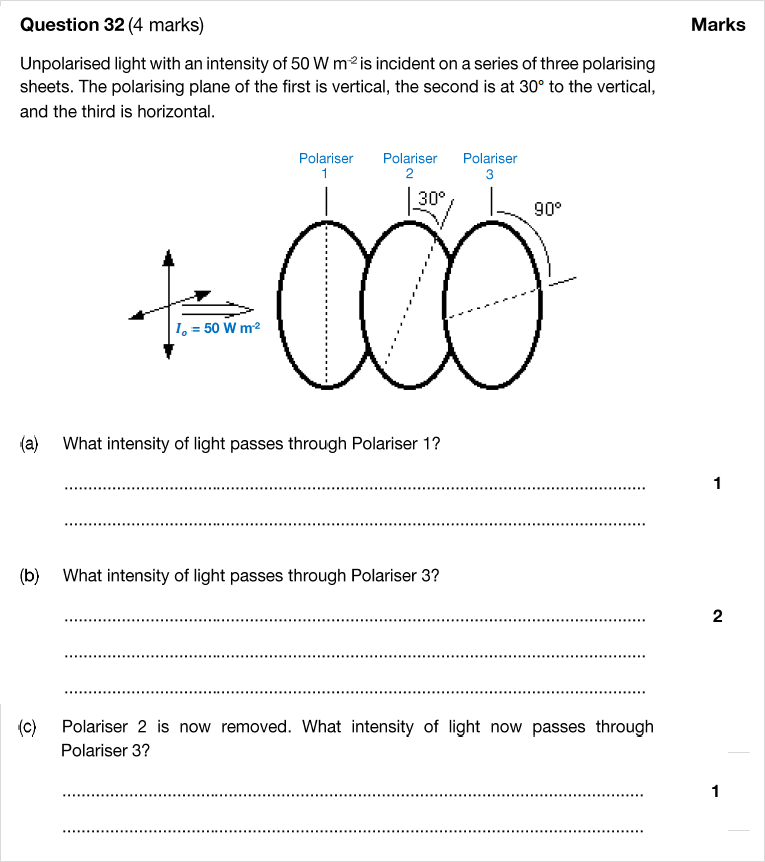 Question 32 (4 marks) Marks
Unpolarised light with an intensity of 50 W m-2 is incident on a series of three polarising
sheets. The polarising plane of the first is vertical, the second is at 30° to the vertical,
and the third is horizontal.
Polariser Polariser Polariser
1 2 3
30°
90°
Io = 50 W m-2
(a) What intensity of light passes through Polariser 1?
1
(b) What intensity of light passes through Polariser 3?
2
(c) Polariser 2 is now removed. What intensity of light now passes through
Polariser 3?
1